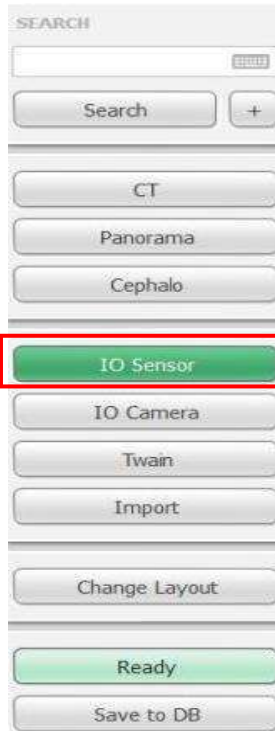 SEARCH
Search +
CT
Panorama
Cephalo
IO Sensor
IO Camera
Twain
Import
Change Layout
Ready
Save to DB